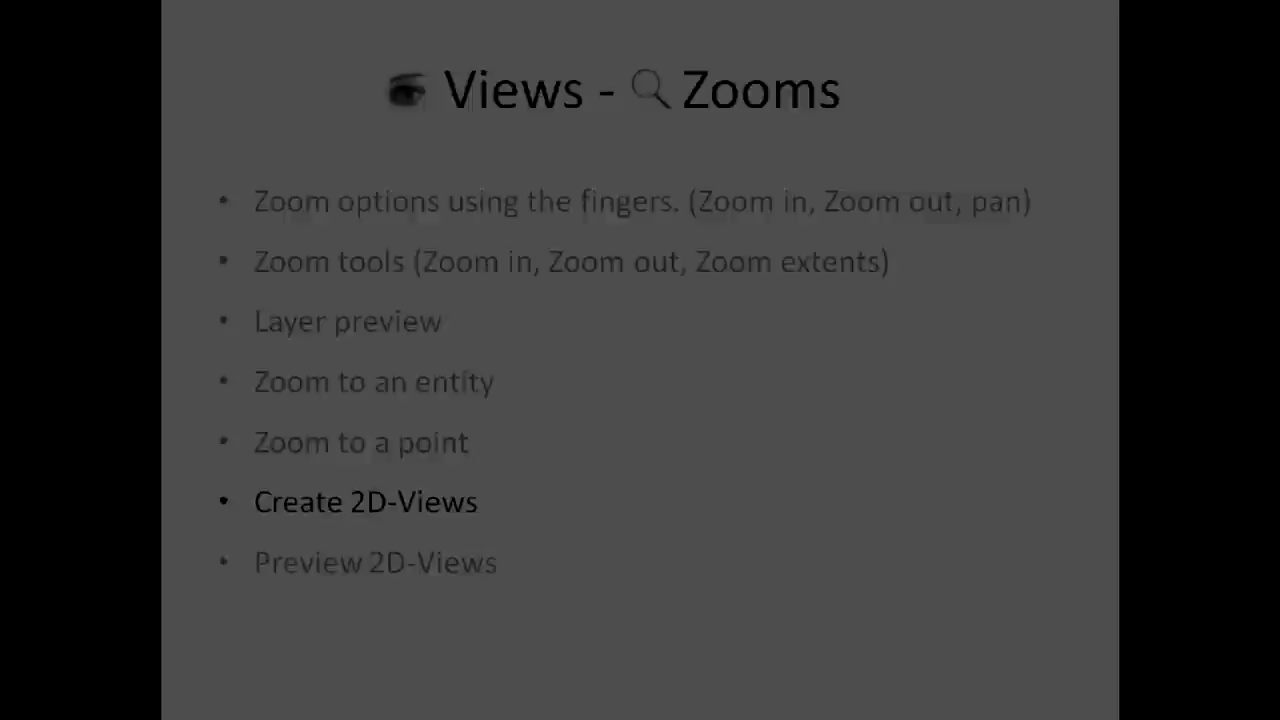 Views - Zooms
• Zoom options using the fingers. (Zoom in, Zoom out, pan)
• Zoom tools (Zoom in, Zoom out, Zoom extents)
• Layer preview
• Zoom to an entity
• Zoom to a point
• Create 2D-Views
• Preview 2D-Views